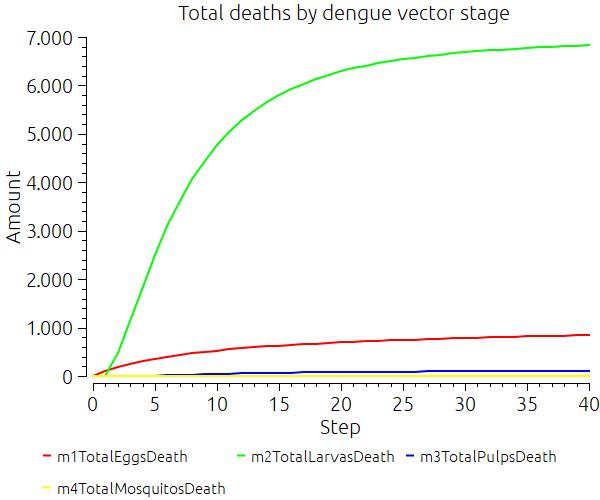 Total deaths by dengue vector stage
7.000
6.000
5.000
4.000
3.000
2.000
1.000
0
Amount
0 5 10 15 20 25 30 35 40
Step
m1TotalEggsDeath m2TotalLarvasDeath m3TotalPulpsDeath
m4TotalMosquitosDeath